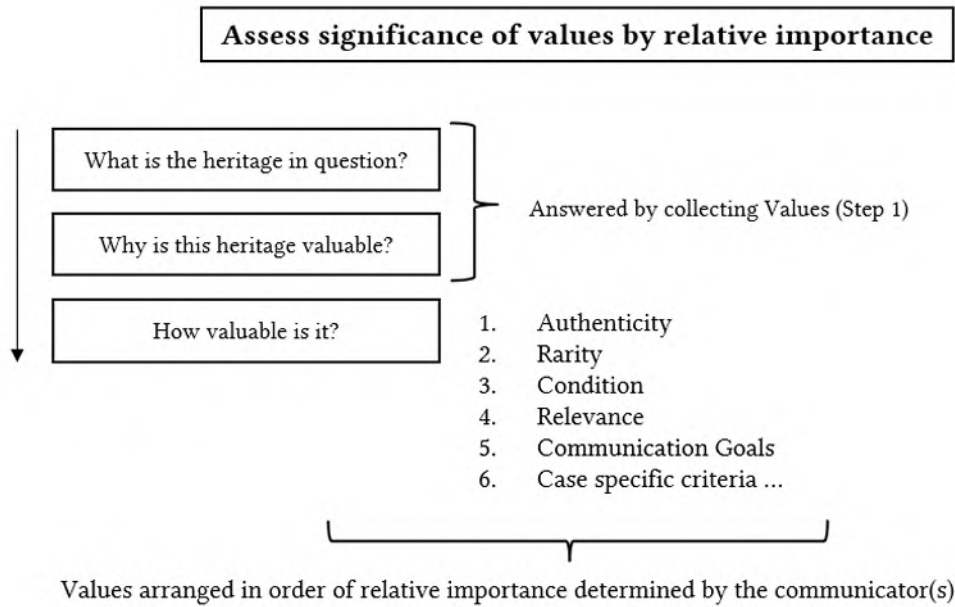 Assess significance of values by relative importance
What is the heritage in question?
Why is this heritage valuable?
Answered by collecting Values (Step 1)
How valuable is it?
1. Authenticity
2. Rarity
3. Condition
4. Relevance
5. Communication Goals
6. Case specific criteria ...
Values arranged in order of relative importance determined by the communicator(s)